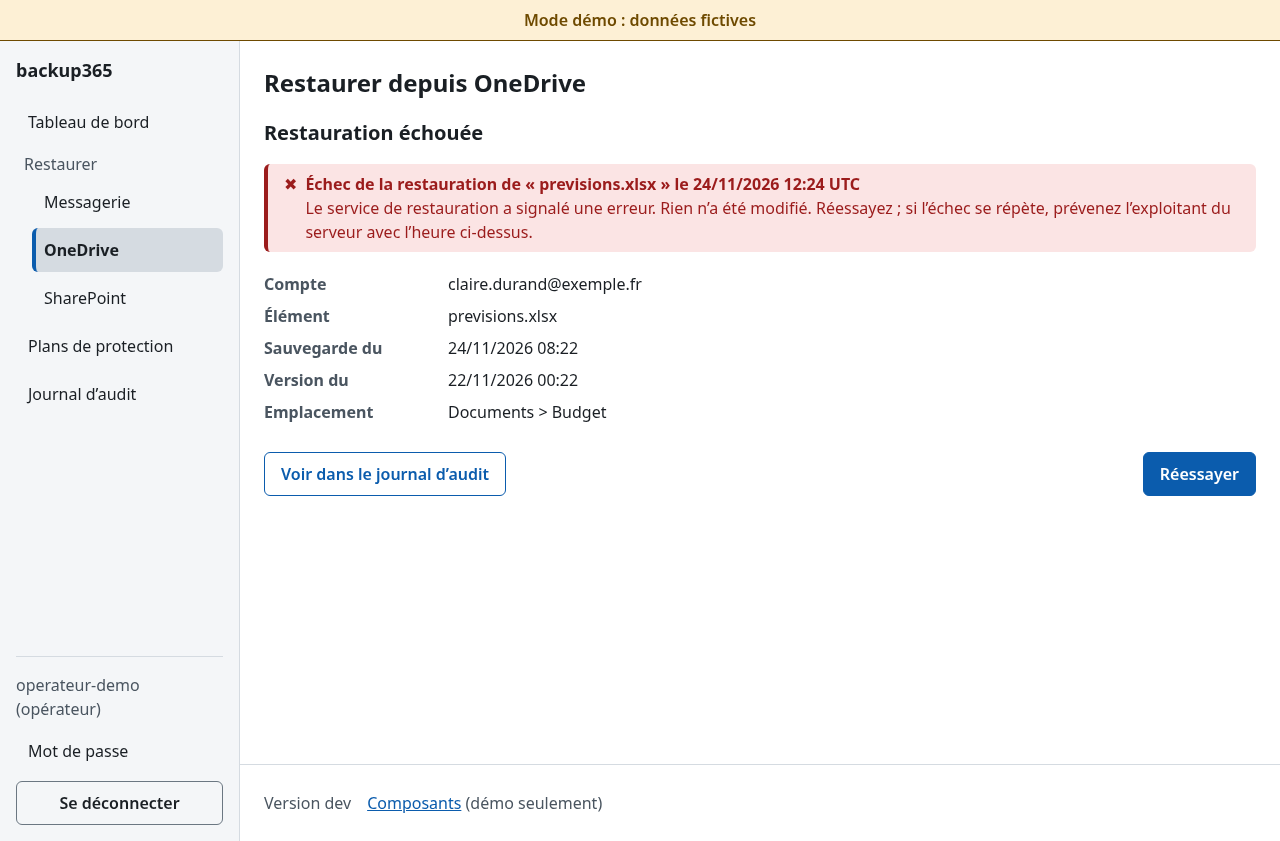 Mode démo : données fictives
backup365
Tableau de bord
Restaurer
Messagerie
OneDrive
SharePoint
Plans de protection
Journal d’audit
operateur-demo
(opérateur)
Mot de passe
Se déconnecter
Restaurer depuis OneDrive
Restauration échouée
✖ Échec de la restauration de « previsions.xlsx » le 24/11/2026 12:24 UTC
Le service de restauration a signalé une erreur. Rien n’a été modifié. Réessayez ; si l’échec se répète, prévenez l’exploitant du
serveur avec l’heure ci-dessus.
Compte claire.durand@exemple.fr
Élément previsions.xlsx
Sauvegarde du 24/11/2026 08:22
Version du 22/11/2026 00:22
Emplacement Documents > Budget
Voir dans le journal d’audit
Réessayer
Version dev Composants (démo seulement)